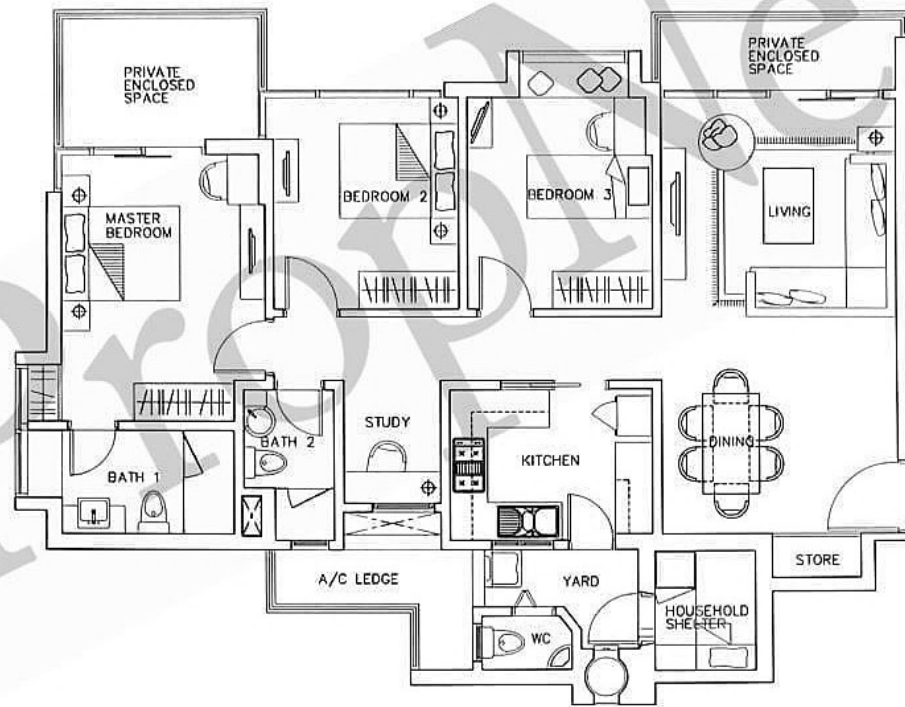 PRIVATE
ENCLOSED
SPACE
PRIVATE
ENCLOSED
SPACE
BEDROOM 2
BEDROOM 3
LIVING
MASTER
BEDROOM
STUDY
BATH 2
KITCHEN
DINING
BATH 1
A/C LEDGE
YARD
STORE
HOUSEHOLD
SHELTER
WC
PropNe